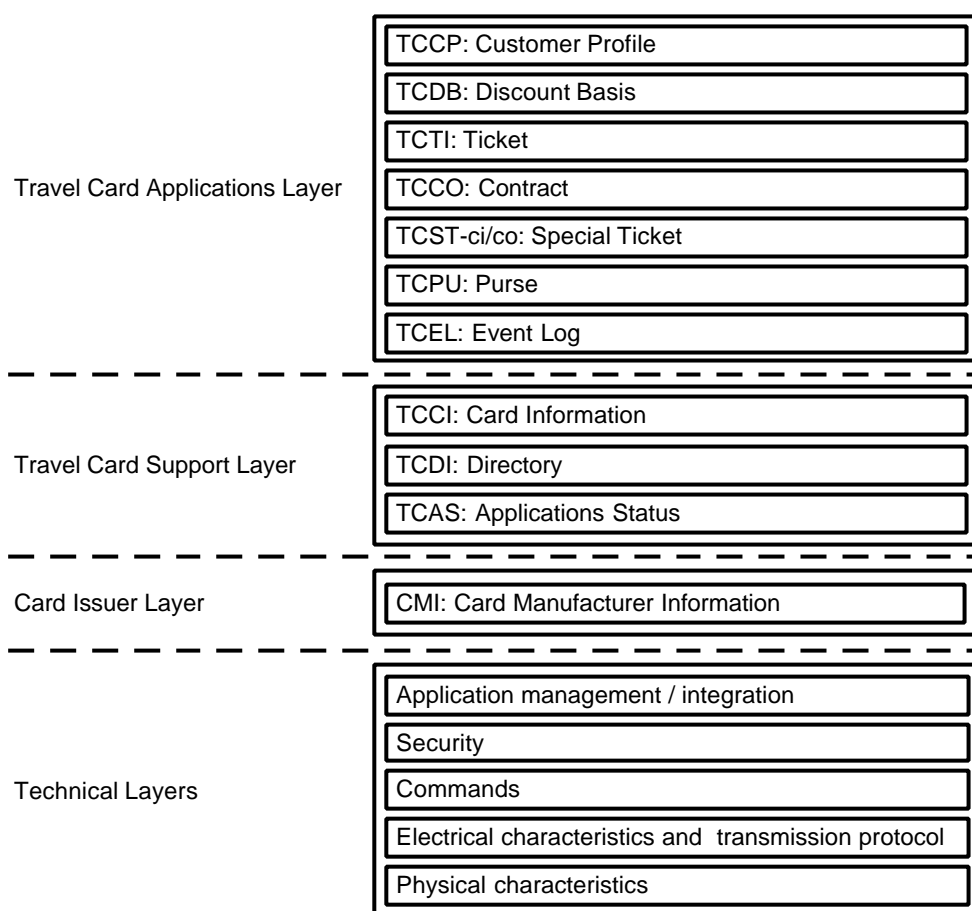 TCCP: Customer Profile
TCDB: Discount Basis
TCTI: Ticket
Travel Card Applications Layer
TCCO: Contract
TCST-ci/co: Special Ticket
TCPU: Purse
TCEL: Event Log
TCCI: Card Information
Travel Card Support Layer
TCDI: Directory
TCAS: Applications Status
Card Issuer Layer
CMI: Card Manufacturer Information
Application management / integration
Security
Technical Layers
Commands
Electrical characteristics and transmission protocol
Physical characteristics